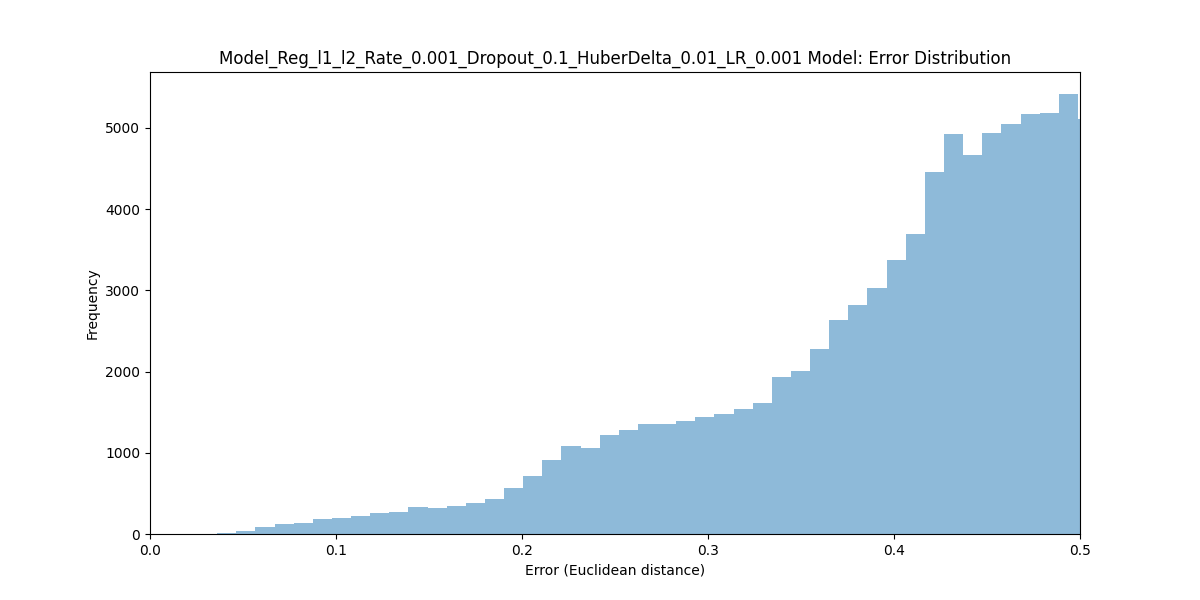 Model_Reg_l1_l2_Rate_0.001_Dropout_0.1_HuberDelta_0.01_LR_0.001 Model: Error Distribution
5000
4000
3000
2000
1000
0
Frequency
0.0 0.1 0.2 0.3 0.4 0.5
Error (Euclidean distance)